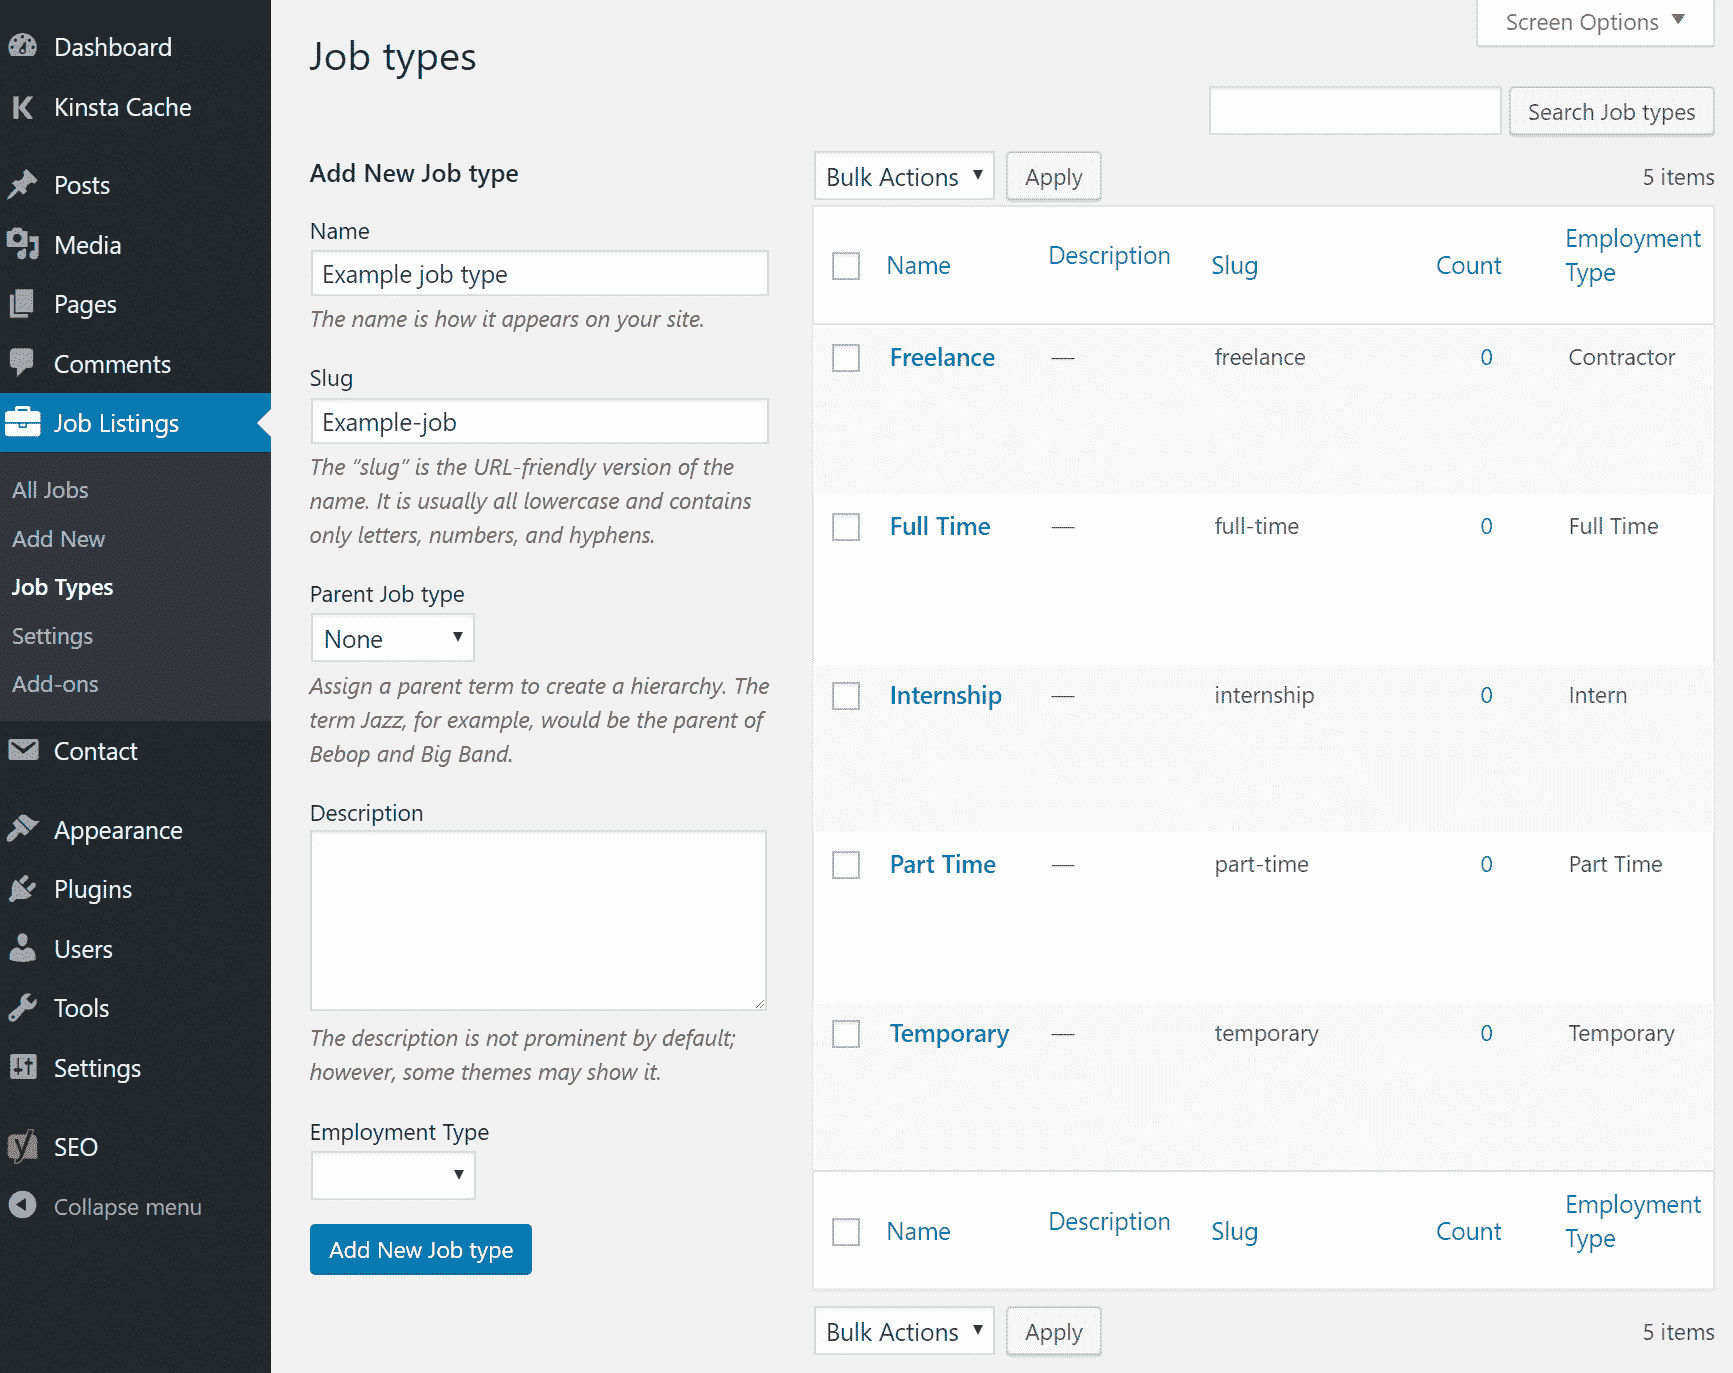 Dashboard
Kinsta Cache
Posts
Media
Pages
Comments
Job Listings
All Jobs
Add New
Job Types
Settings
Add-ons
Contact
Appearance
Plugins
Users
Tools
Settings
SEO
Collapse menu
Screen Options ▼
Job types
Search Job types
Add New Job type
Name
Example job type
The name is how it appears on your site.
Slug
Example-job
The “slug” is the URL-friendly version of the
name. It is usually all lowercase and contains
only letters, numbers, and hyphens.
Parent Job type
None ▼
Assign a parent term to create a hierarchy. The
term Jazz, for example, would be the parent of
Bebop and Big Band.
Description
The description is not prominent by default;
however, some themes may show it.
Employment Type
▼
Add New Job type
Bulk Actions ▼ Apply 5 items
Name Description Slug Count Employment
Type
Freelance — freelance 0 Contractor
Full Time — full-time 0 Full Time
Internship — internship 0 Intern
Part Time — part-time 0 Part Time
Temporary — temporary 0 Temporary
Name Description Slug Count Employment
Type
Bulk Actions ▼ Apply 5 items